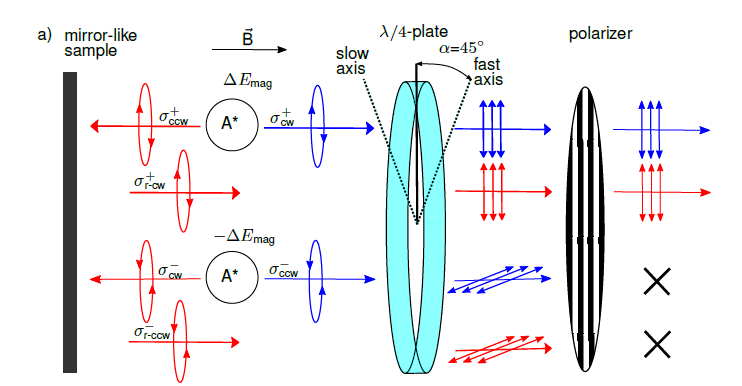 a) mirror-like
sample
B⃗
λ/4-plate
α=45°
slow
axis
fast
axis
polarizer
ΔE_mag
σ⁺_ccw
A*
σ⁺_cw
σ⁺_r-cw
−ΔE_mag
σ⁻_cw
A*
σ⁻_ccw
σ⁻_r-ccw